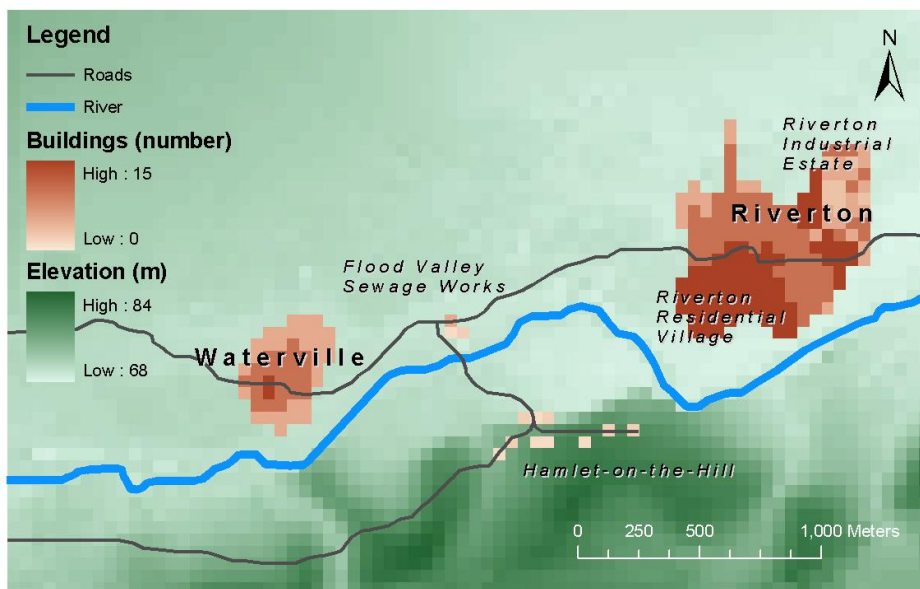 Legend
Roads
River
Buildings (number)
High : 15
Low : 0
Elevation (m)
High : 84
Low : 68
N
Riverton
Industrial
Estate
Riverton
Flood Valley
Sewage Works
Riverton
Residential
Village
Waterville
Hamlet-on-the-Hill
0 250 500 1,000 Meters